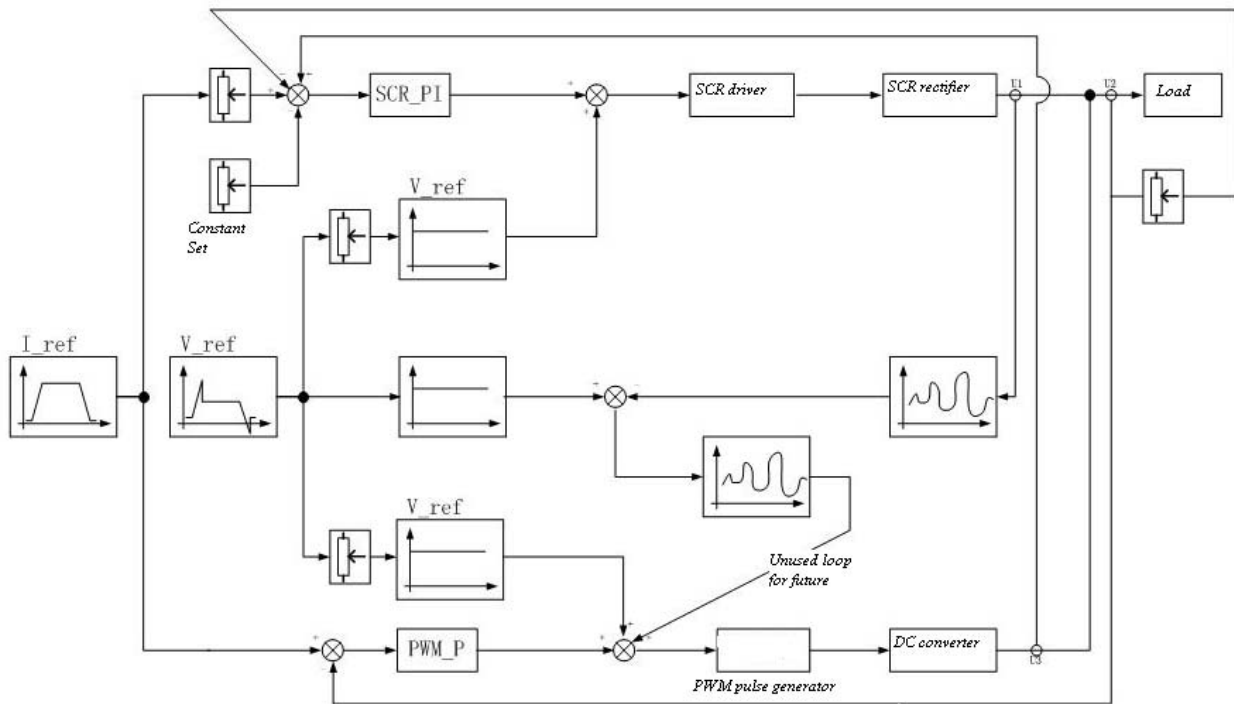 SCR_PI
SCR driver
SCR rectifier
U1
U2
Load
Constant
Set
V_ref
I_ref
V_ref
V_ref
Unused loop
for future
PWM_P
DC converter
U3
PWM pulse generator